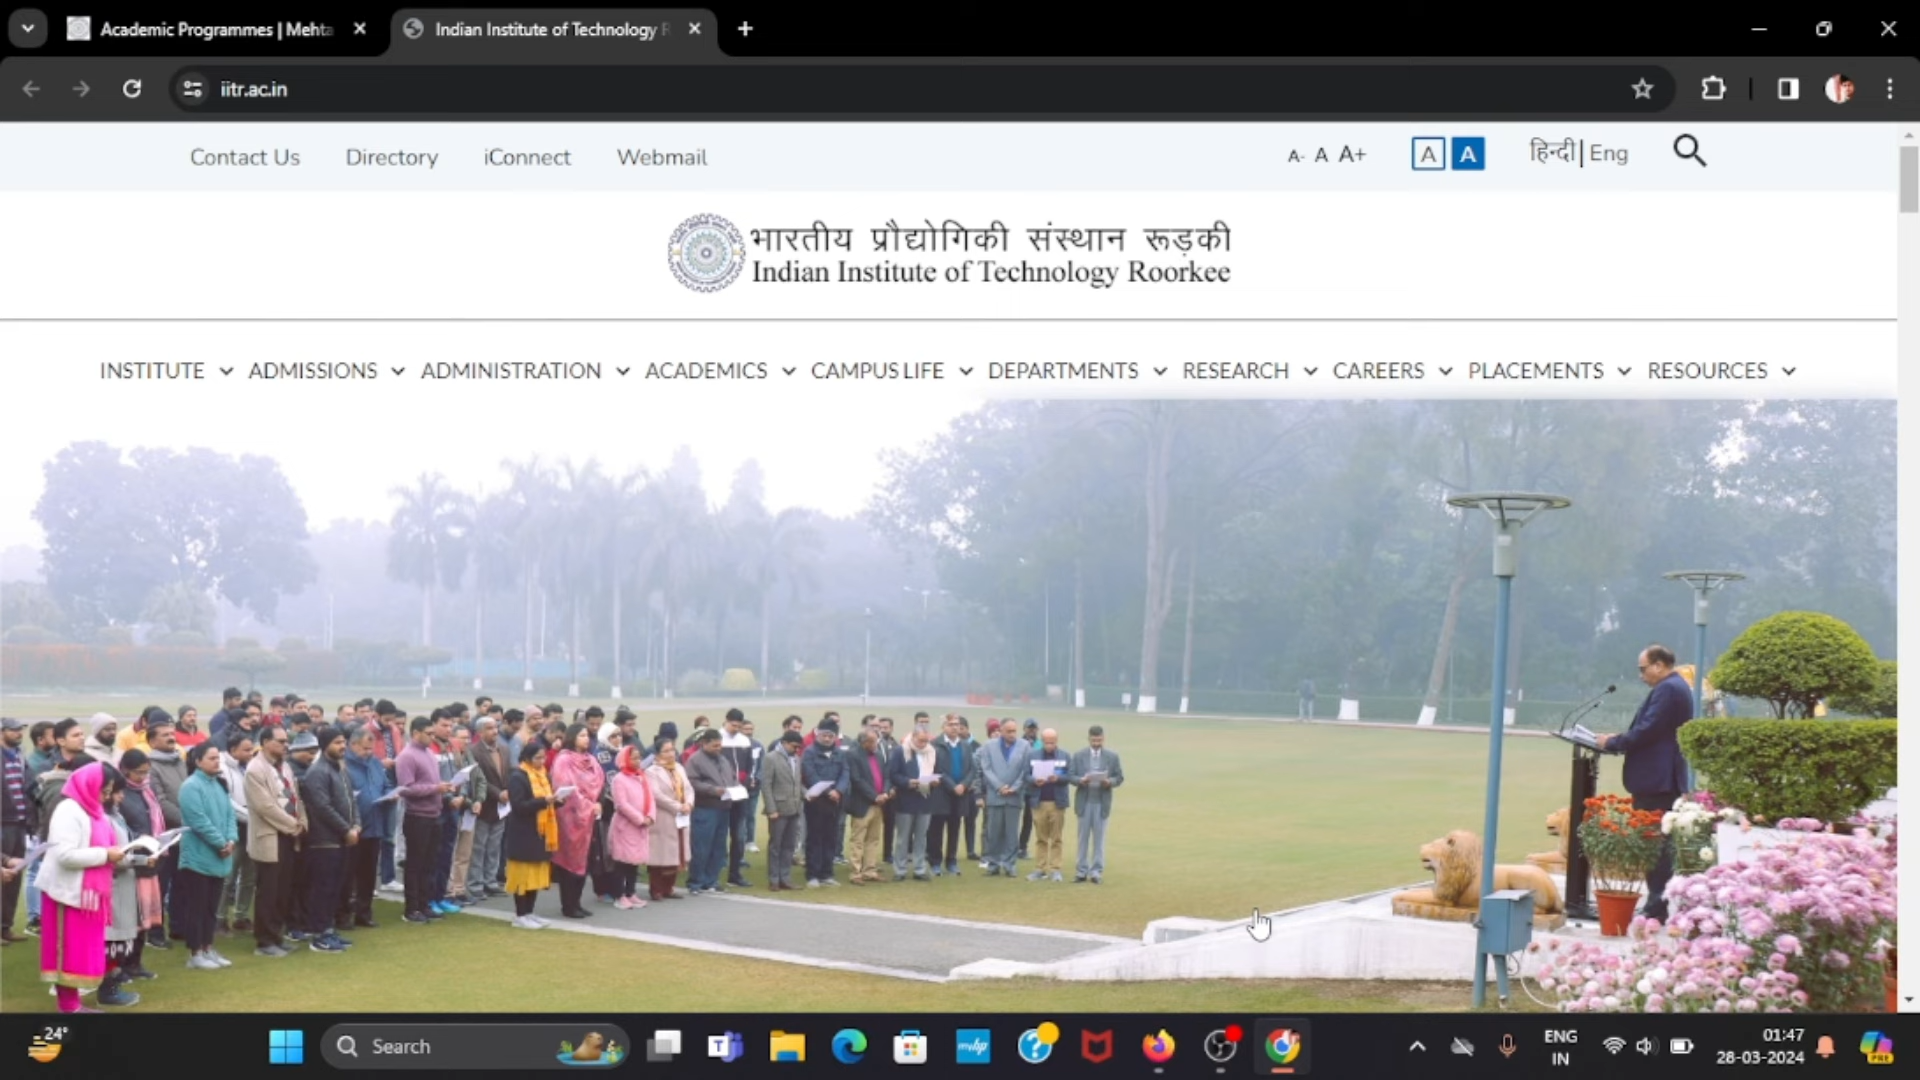 Academic Programmes | Mehta
Indian Institute of Technology R
iitr.ac.in
Contact Us Directory iConnect Webmail
A- A A+ A A हिन्दी| Eng
भारतीय प्रौद्योगिकी संस्थान रूड़की
Indian Institute of Technology Roorkee
INSTITUTE ADMISSIONS ADMINISTRATION ACADEMICS CAMPUS LIFE DEPARTMENTS RESEARCH CAREERS PLACEMENTS RESOURCES
24°
Search
myhp
ENG
IN
01:47
28-03-2024
PRE